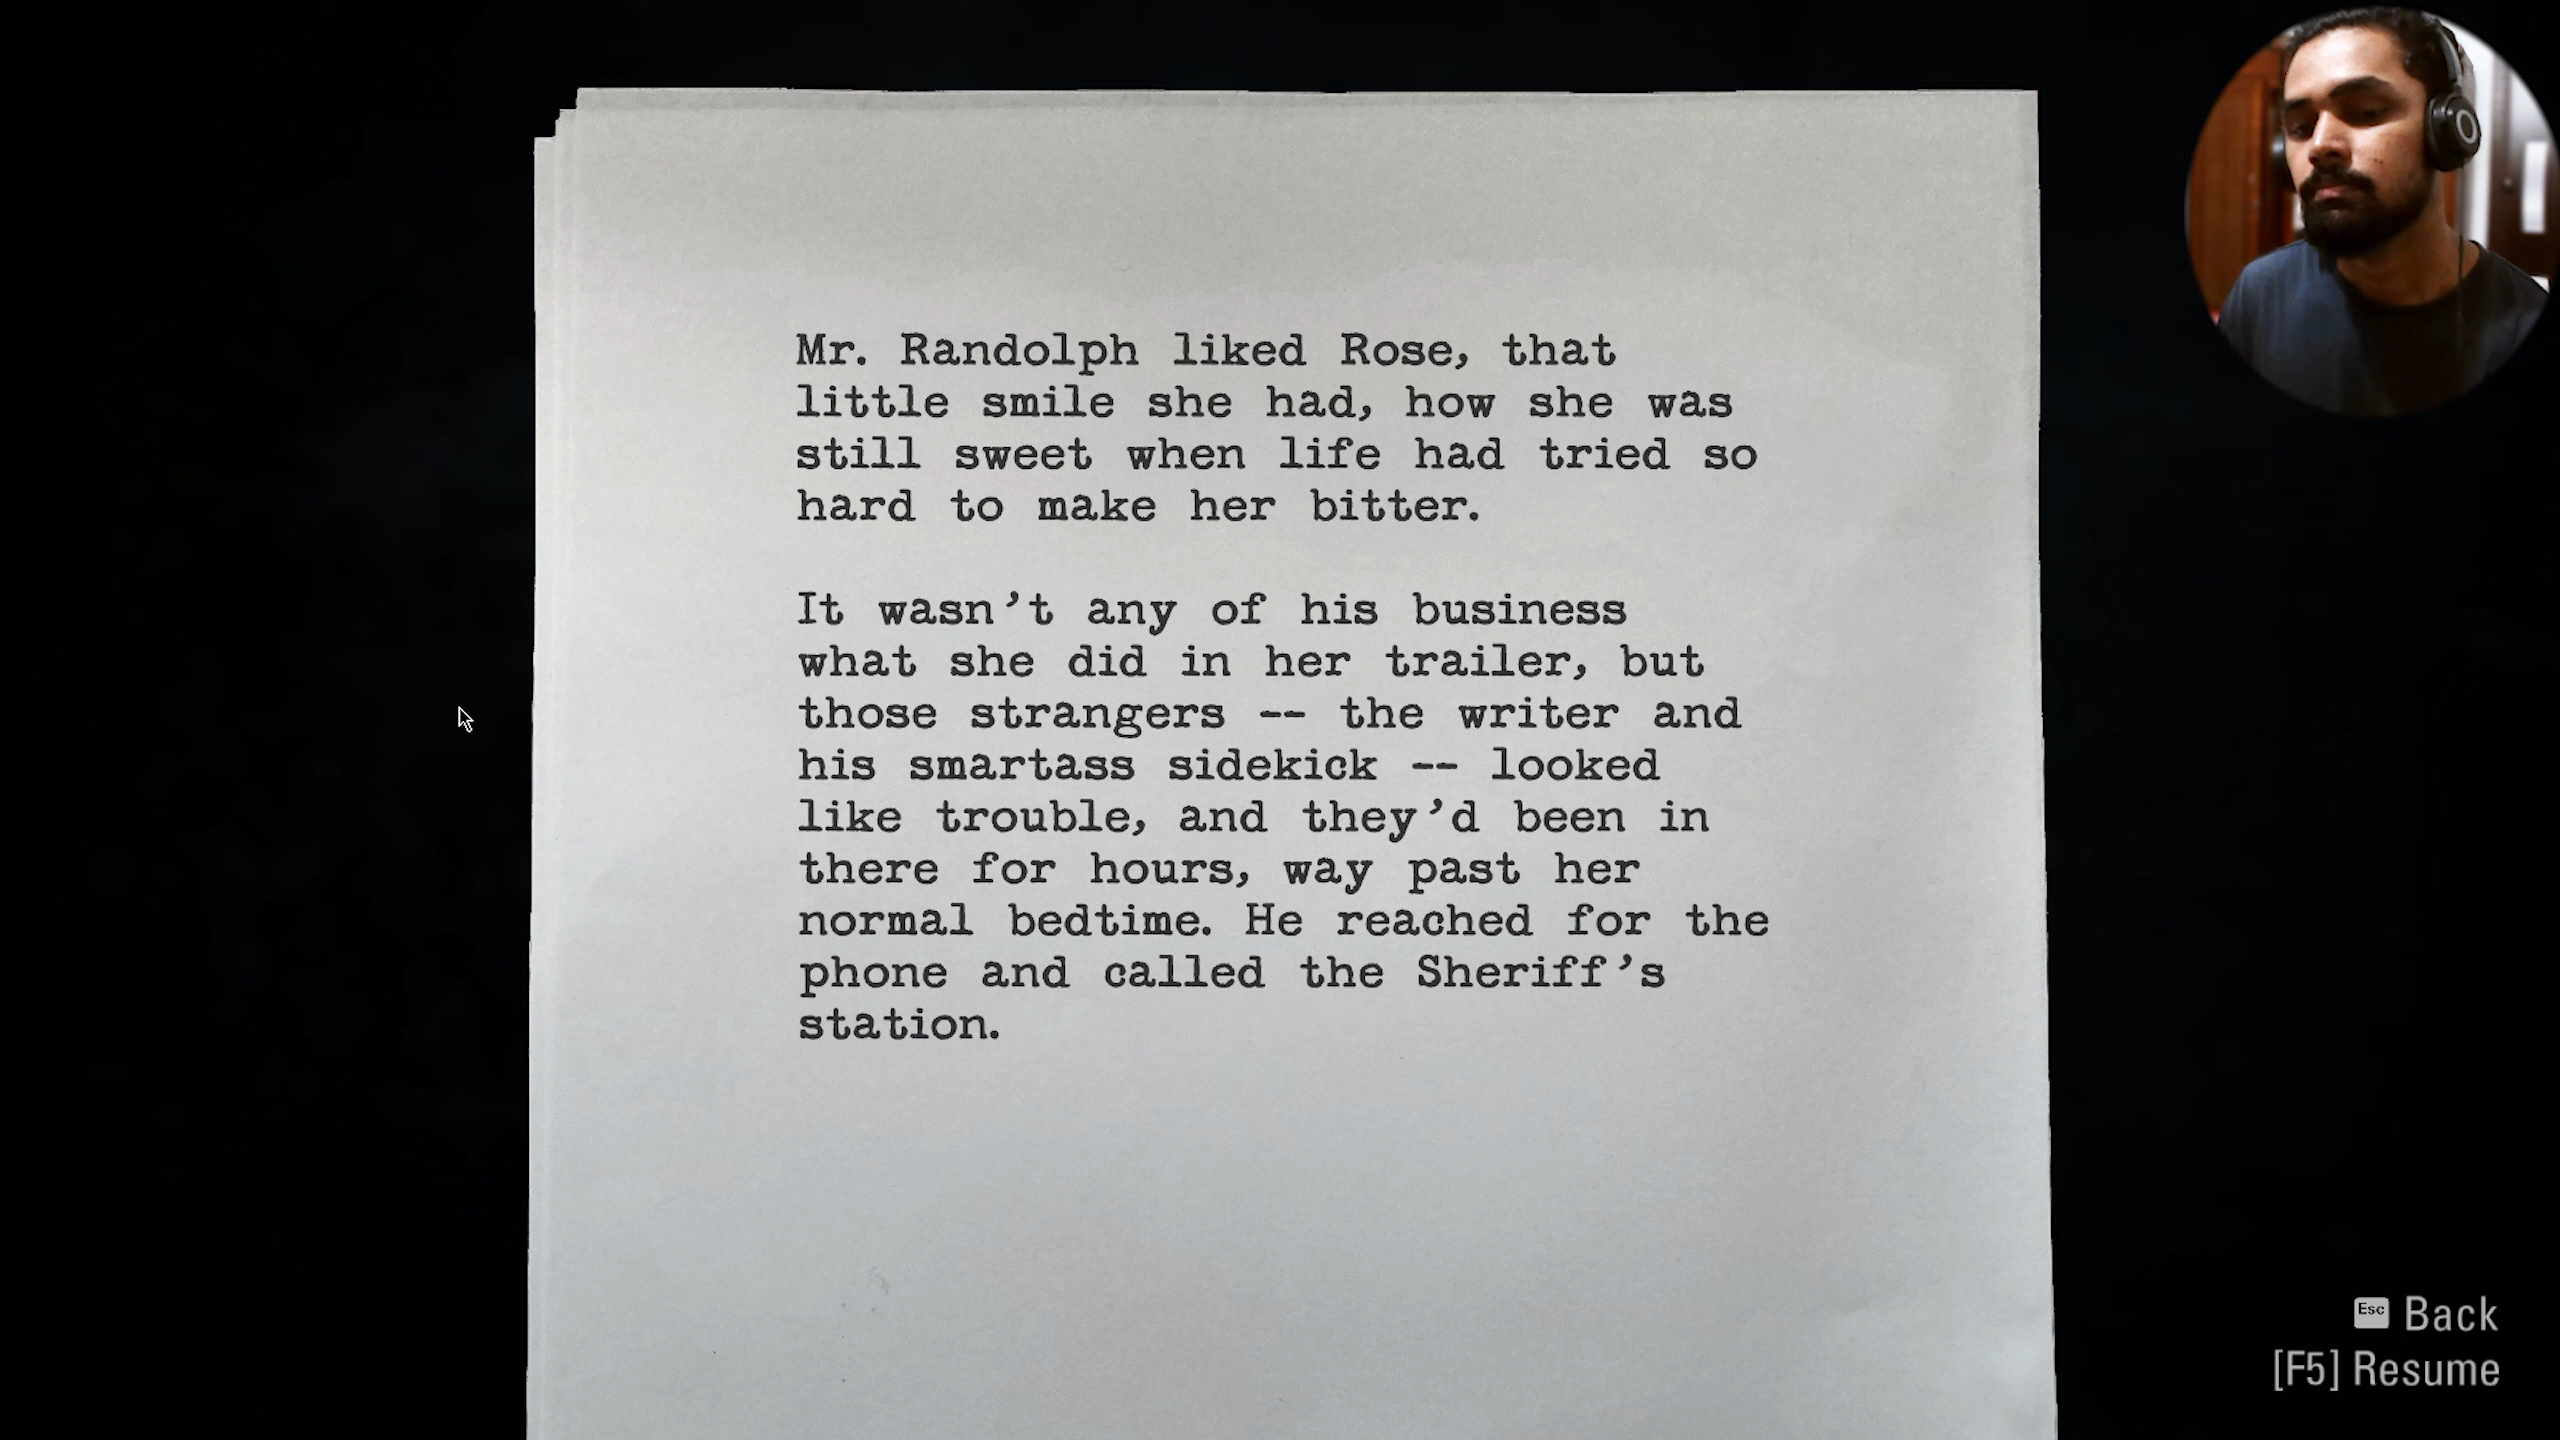 Mr. Randolph liked Rose, that
little smile she had, how she was
still sweet when life had tried so
hard to make her bitter.
It wasn’t any of his business
what she did in her trailer, but
those strangers -- the writer and
his smartass sidekick -- looked
like trouble, and they’d been in
there for hours, way past her
normal bedtime. He reached for the
phone and called the Sheriff’s
station.
Esc Back
[F5] Resume